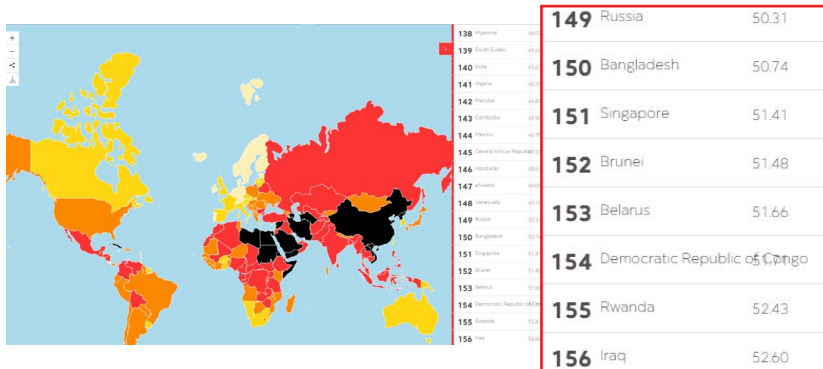 138 Myanmar
139 South Sudan
140 India
141 Algeria
142 Pakistan
143 Cambodia
144 Mexico
145 Central African Republic
146 Honduras
147 eSwatini
148 Venezuela
149 Russia
150 Bangladesh
151 Singapore
152 Brunei
153 Belarus
154 Democratic Republic of
155 Rwanda
156 Iraq
149 Russia 50.31
150 Bangladesh 50.74
151 Singapore 51.41
152 Brunei 51.48
153 Belarus 51.66
154 Democratic Republic of Congo 51.71
155 Rwanda 52.43
156 Iraq 52.60